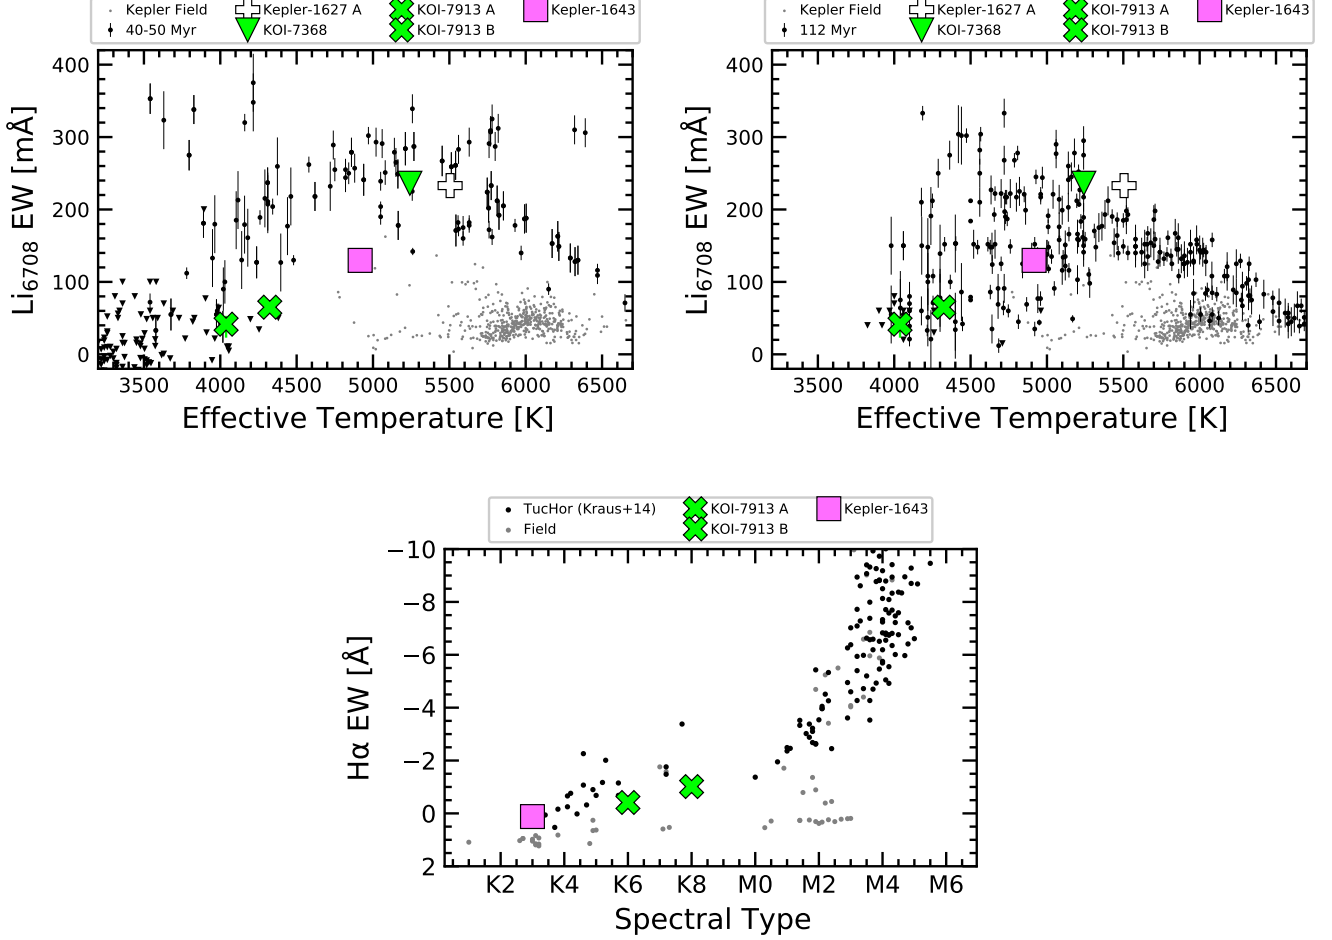 Kepler Field Kepler-1627 A KOI-7913 A Kepler-1643
40-50 Myr KOI-7368 KOI-7913 B
400
300
200
100
0
Li6708 EW [mÅ]
3500 4000 4500 5000 5500 6000 6500
Effective Temperature [K]
Kepler Field Kepler-1627 A KOI-7913 A Kepler-1643
112 Myr KOI-7368 KOI-7913 B
400
300
200
100
0
Li6708 EW [mÅ]
3500 4000 4500 5000 5500 6000 6500
Effective Temperature [K]
TucHor (Kraus+14) KOI-7913 A Kepler-1643
Field KOI-7913 B
−10
−8
−6
−4
−2
0
2
Hα EW [Å]
K2 K4 K6 K8 M0 M2 M4 M6
Spectral Type